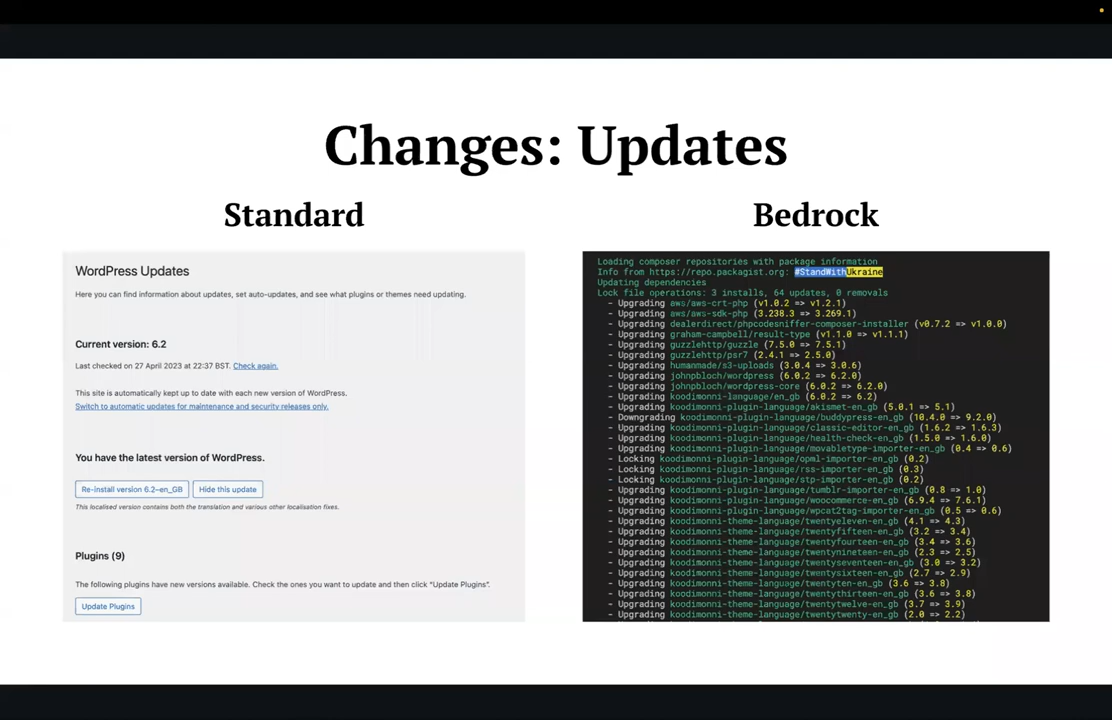 Changes: Updates
Standard
WordPress Updates
Here you can find information about updates, set auto-updates, and see what plugins or themes need updating.
Current version: 6.2
Last checked on 27 April 2023 at 22:37 BST. Check again.
This site is automatically kept up to date with each new version of WordPress.
Switch to automatic updates for maintenance and security releases only.
You have the latest version of WordPress.
Re-install version 6.2–en_GB Hide this update
This localised version contains both the translation and various other localisation fixes.
Plugins (9)
The following plugins have new versions available. Check the ones you want to update and then click “Update Plugins”.
Update Plugins
Bedrock
Loading composer repositories with package information
Info from https://repo.packagist.org: #StandWithUkraine
Updating dependencies
Lock file operations: 3 installs, 64 updates, 0 removals
- Upgrading aws/aws-crt-php (v1.0.2 => v1.2.1)
- Upgrading aws/aws-sdk-php (3.238.3 => 3.269.1)
- Upgrading dealerdirect/phpcodesniffer-composer-installer (v0.7.2 => v1.0.0)
- Upgrading graham-campbell/result-type (v1.1.0 => v1.1.1)
- Upgrading guzzlehttp/guzzle (7.5.0 => 7.5.1)
- Upgrading guzzlehttp/psr7 (2.4.1 => 2.5.0)
- Upgrading humanmade/s3-uploads (3.0.4 => 3.0.6)
- Upgrading johnpbloch/wordpress (6.0.2 => 6.2.0)
- Upgrading johnpbloch/wordpress-core (6.0.2 => 6.2.0)
- Upgrading koodimonni-language/en_gb (6.0.2 => 6.2)
- Upgrading koodimonni-plugin-language/akismet-en_gb (5.0.1 => 5.1)
- Downgrading koodimonni-plugin-language/buddypress-en_gb (10.4.0 => 9.2.0)
- Upgrading koodimonni-plugin-language/classic-editor-en_gb (1.6.2 => 1.6.3)
- Upgrading koodimonni-plugin-language/health-check-en_gb (1.5.0 => 1.6.0)
- Upgrading koodimonni-plugin-language/movabletype-importer-en_gb (0.4 => 0.6)
- Locking koodimonni-plugin-language/opml-importer-en_gb (0.2)
- Locking koodimonni-plugin-language/rss-importer-en_gb (0.3)
- Locking koodimonni-plugin-language/stp-importer-en_gb (0.2)
- Upgrading koodimonni-plugin-language/tumblr-importer-en_gb (0.8 => 1.0)
- Upgrading koodimonni-plugin-language/woocommerce-en_gb (6.9.4 => 7.6.1)
- Upgrading koodimonni-plugin-language/wpcat2tag-importer-en_gb (0.5 => 0.6)
- Upgrading koodimonni-theme-language/twentyeleven-en_gb (4.1 => 4.3)
- Upgrading koodimonni-theme-language/twentyfifteen-en_gb (3.2 => 3.4)
- Upgrading koodimonni-theme-language/twentyfourteen-en_gb (3.4 => 3.6)
- Upgrading koodimonni-theme-language/twentynineteen-en_gb (2.3 => 2.5)
- Upgrading koodimonni-theme-language/twentyseventeen-en_gb (3.0 => 3.2)
- Upgrading koodimonni-theme-language/twentysixteen-en_gb (2.7 => 2.9)
- Upgrading koodimonni-theme-language/twentyten-en_gb (3.6 => 3.8)
- Upgrading koodimonni-theme-language/twentythirteen-en_gb (3.6 => 3.8)
- Upgrading koodimonni-theme-language/twentytwelve-en_gb (3.7 => 3.9)
- Upgrading koodimonni-theme-language/twentytwenty-en_gb (2.0 => 2.2)